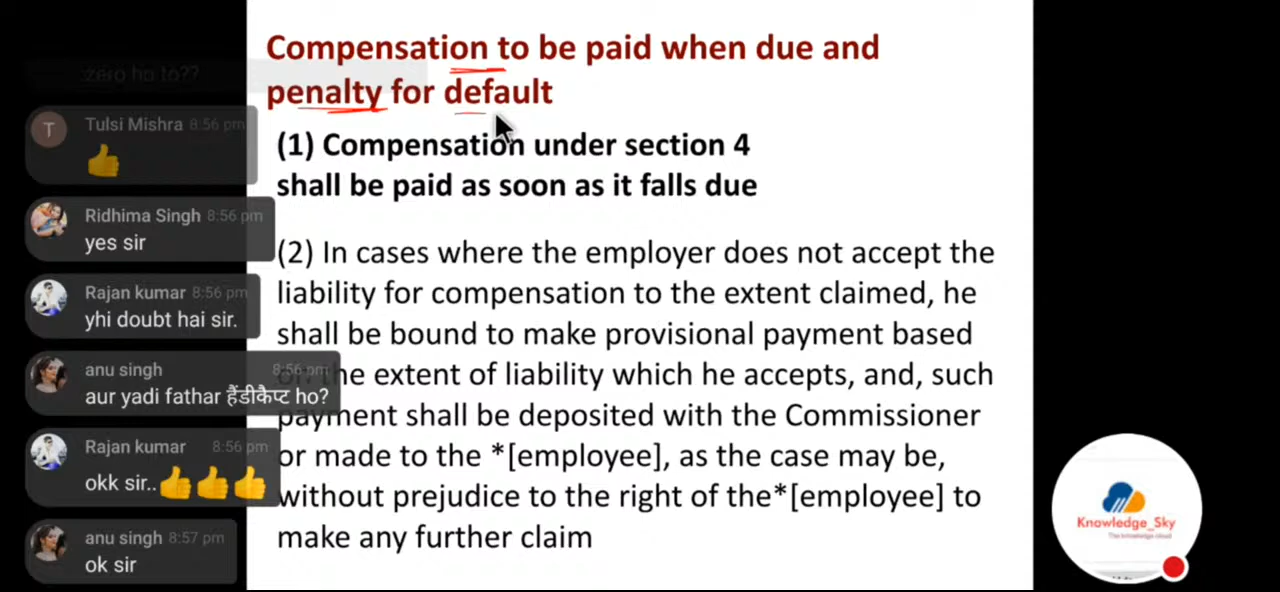 zero ho to??
T
Tulsi Mishra 8:56 pm
Ridhima Singh 8:56 pm
yes sir
Rajan kumar 8:56 pm
yhi doubt hai sir.
anu singh 8:56 pm
aur yadi fathar हैंडीकैप्ट ho?
Rajan kumar 8:56 pm
okk sir..👍👍👍
anu singh 8:57 pm
ok sir
Compensation to be paid when due and
penalty for default
(1) Compensation under section 4
shall be paid as soon as it falls due
(2) In cases where the employer does not accept the
liability for compensation to the extent claimed, he
shall be bound to make provisional payment based
the extent of liability which he accepts, and, such
payment shall be deposited with the Commissioner
or made to the *[employee], as the case may be,
without prejudice to the right of the*[employee] to
make any further claim
Knowledge_Sky
The knowledge cloud